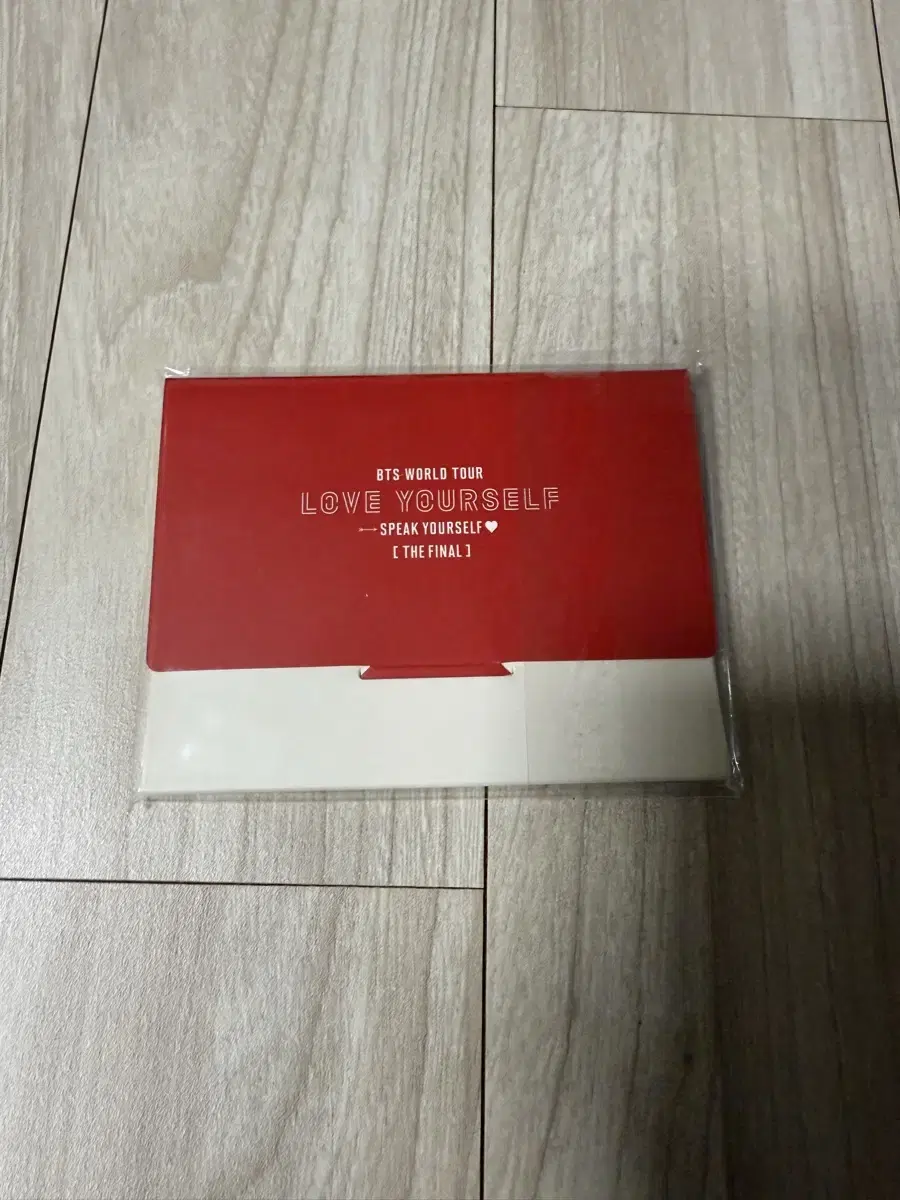 BTS WORLD TOUR
LOVE YOURSELF
SPEAK YOURSELF
[ THE FINAL ]